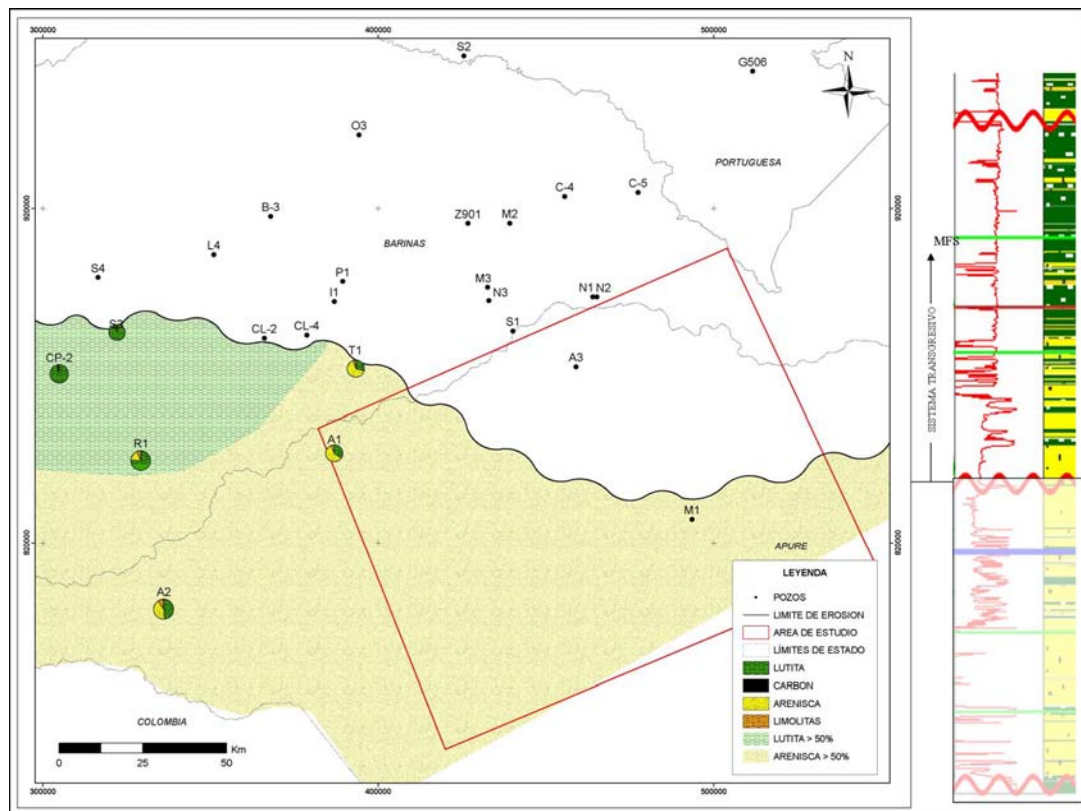 300000
400000
500000
S2
G506
N
O3
PORTUGUESA
C-4
C-5
B-3
920000
920000
Z901
M2
BARINAS
L4
MFS
S4
P1
M3
I1
N3
N1
N2
S1
CL-2
CL-4
T1
A3
CP-2
SISTEMA TRANSGRESIVO
R1
A1
M1
820000
820000
APURE
A2
LEYENDA
POZOS
LIMITE DE EROSION
AREA DE ESTUDIO
LÍMITES DE ESTADO
LUTITA
CARBON
ARENISCA
LIMOLITAS
LUTITA > 50%
ARENISCA > 50%
COLOMBIA
Km
0
25
50
300000
400000
500000